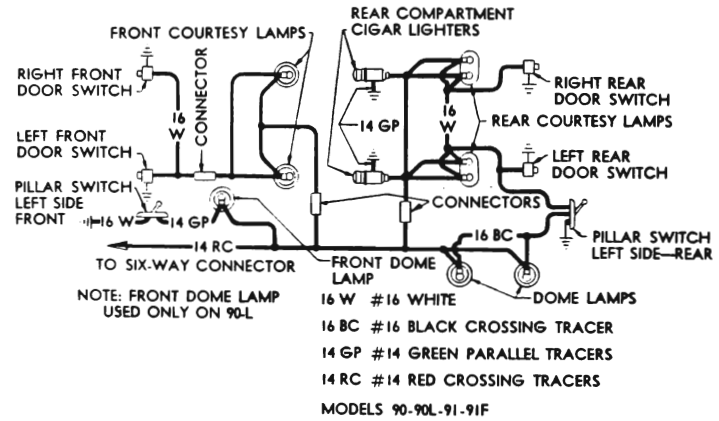 REAR COMPARTMENT
CIGAR LIGHTERS
FRONT COURTESY LAMPS
CONNECTOR
RIGHT FRONT
DOOR SWITCH
16
W
LEFT FRONT
DOOR SWITCH
PILLAR SWITCH
LEFT SIDE
FRONT
16 W
14 GP
14 RC
TO SIX-WAY CONNECTOR
NOTE: FRONT DOME LAMP
USED ONLY ON 90-L
14 GP
16
W
RIGHT REAR
DOOR SWITCH
REAR COURTESY LAMPS
LEFT REAR
DOOR SWITCH
CONNECTORS
16 BC
PILLAR SWITCH
LEFT SIDE—REAR
FRONT DOME
LAMP
DOME LAMPS
16 W #16 WHITE
16 BC #16 BLACK CROSSING TRACER
14 GP #14 GREEN PARALLEL TRACERS
14 RC #14 RED CROSSING TRACERS
MODELS 90-90L-91-91F